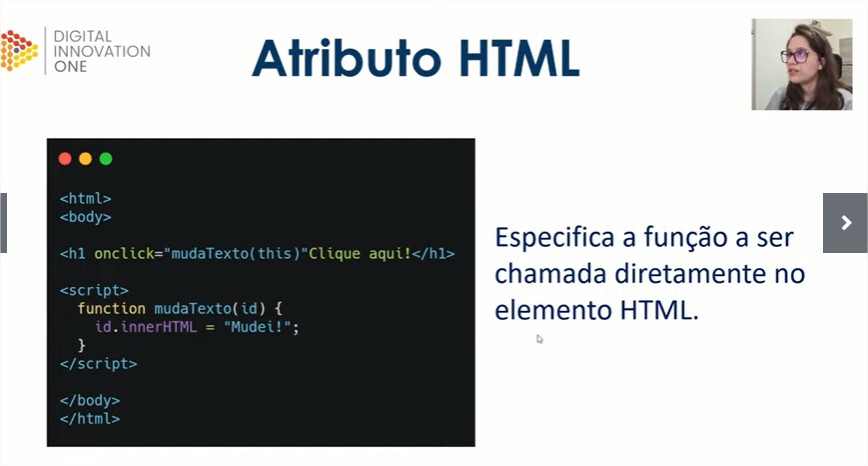 DIGITAL
INNOVATION
ONE
Atributo HTML
<html>
<body>
<h1 onclick="mudaTexto(this)"Clique aqui!</h1>
<script>
function mudaTexto(id) {
id.innerHTML = "Mudei!";
}
</script>
</body>
</html>
Especifica a função a ser
chamada diretamente no
elemento HTML.